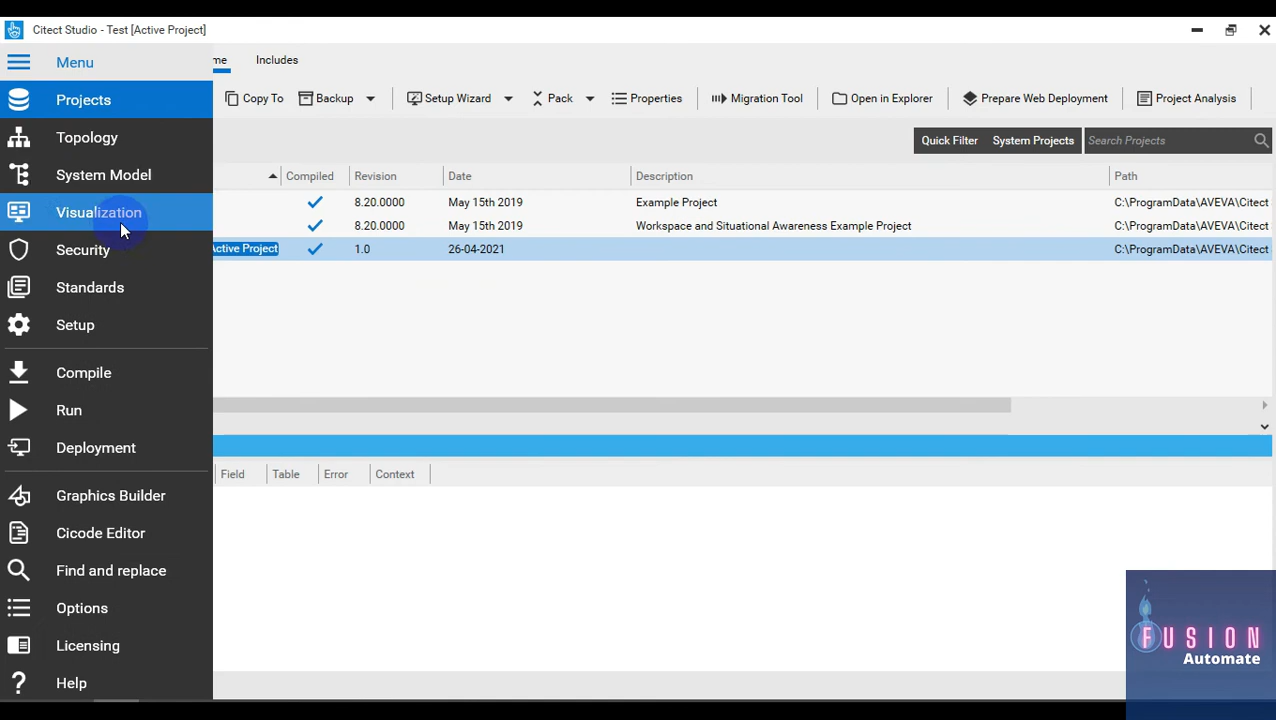 Citect Studio - Test [Active Project]
Menu
me Includes
Projects
Copy To Backup Setup Wizard Pack Properties Migration Tool Open in Explorer Prepare Web Deployment Project Analysis
Topology
Quick Filter System Projects Search Projects
System Model
Compiled Revision Date Description Path
8.20.0000 May 15th 2019 Example Project C:\ProgramData\AVEVA\Citect
Visualization
8.20.0000 May 15th 2019 Workspace and Situational Awareness Example Project C:\ProgramData\AVEVA\Citect
Security
Active Project 1.0 26-04-2021 C:\ProgramData\AVEVA\Citect
Standards
Setup
Compile
Run
Deployment
Field Table Error Context
Graphics Builder
Cicode Editor
Find and replace
Options
Licensing
Help
FUSION
Automate